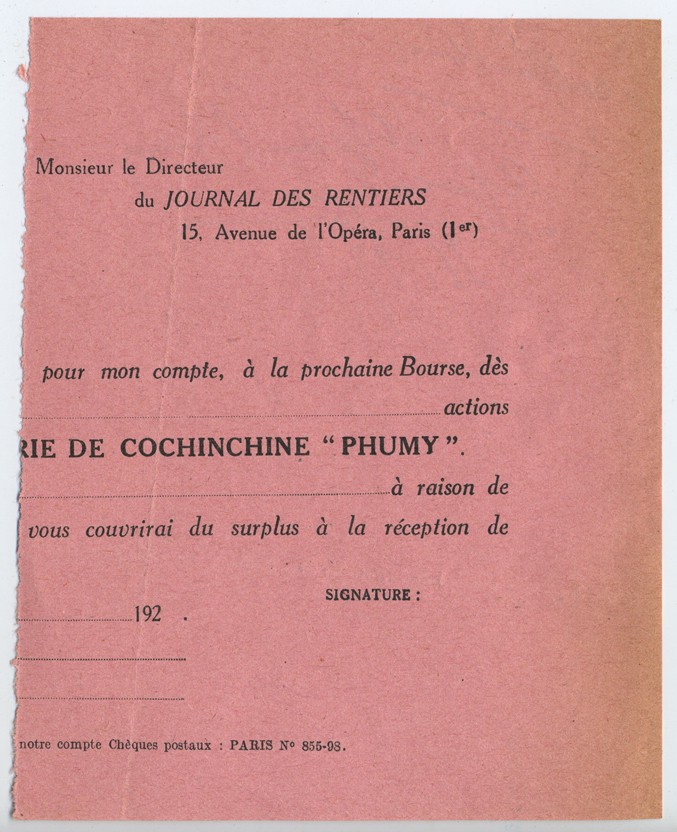 Monsieur le Directeur
du JOURNAL DES RENTIERS
15, Avenue de l'Opéra, Paris (1er)
pour mon compte, à la prochaine Bourse, dès
actions
RIE DE COCHINCHINE “ PHUMY ”.
à raison de
vous couvrirai du surplus à la réception de
SIGNATURE :
192 .
notre compte Chèques postaux : PARIS No 855-98.